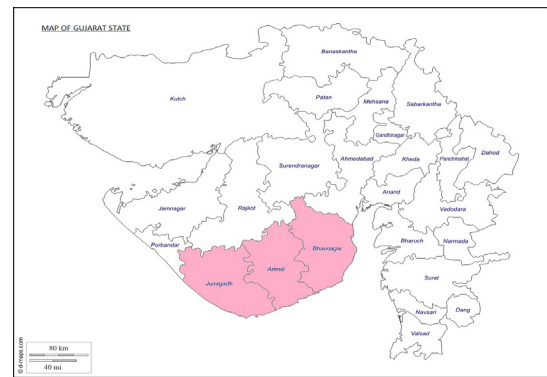 MAP OF GUJARAT STATE
Banaskantha
Patan
Mehsana
Sabarkantha
Kutch
Gandhinagar
Surendranagar
Ahmedabad
Kheda
Panchmahal
Dahod
Anand
Jamnagar
Rajkot
Vadodara
Porbandar
Bhavnagar
Bharuch
Narmada
Junagadh
Amreli
Surat
Navsari
Dang
Valsad
80 km
40 mi
© d-maps.com